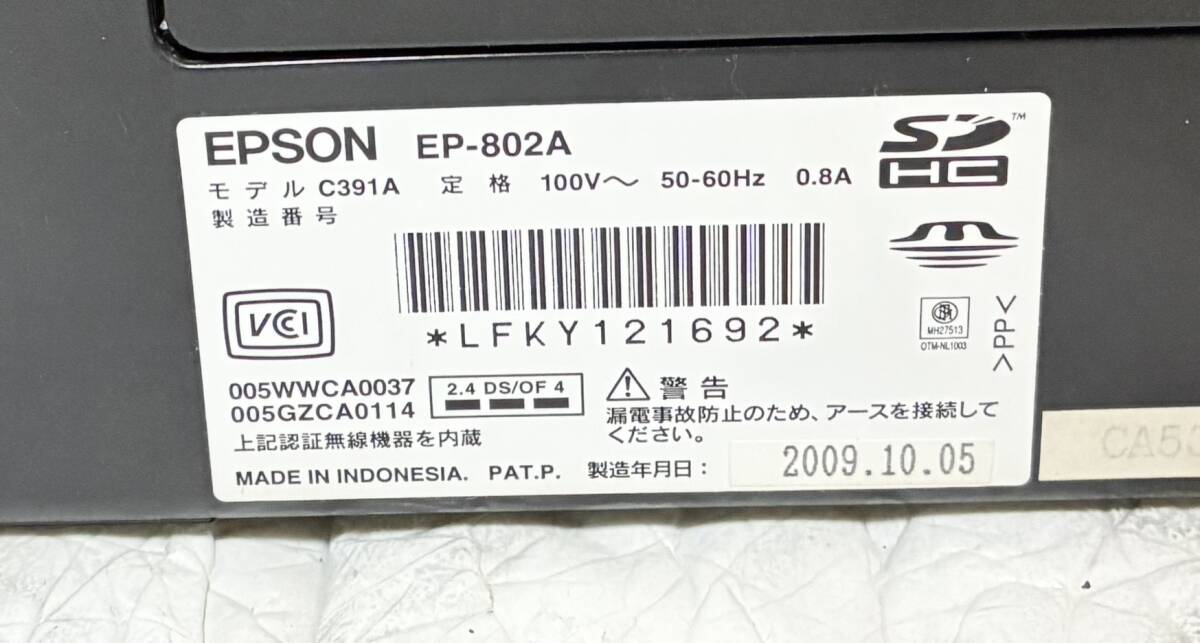 EPSON EP-802A
モデル C391A 定格 100V〜 50-60Hz 0.8A
製造番号
*LFKY121692*
SD™
HC
VCCI
MH27513
OTM-NL1003
>PP<
005WWCA0037
005GZCA0114
2.4 DS/OF 4
上記認証無線機器を内蔵
警告
漏電事故防止のため、アースを接続して
ください。
MADE IN INDONESIA. PAT.P. 製造年月日: 2009.10.05